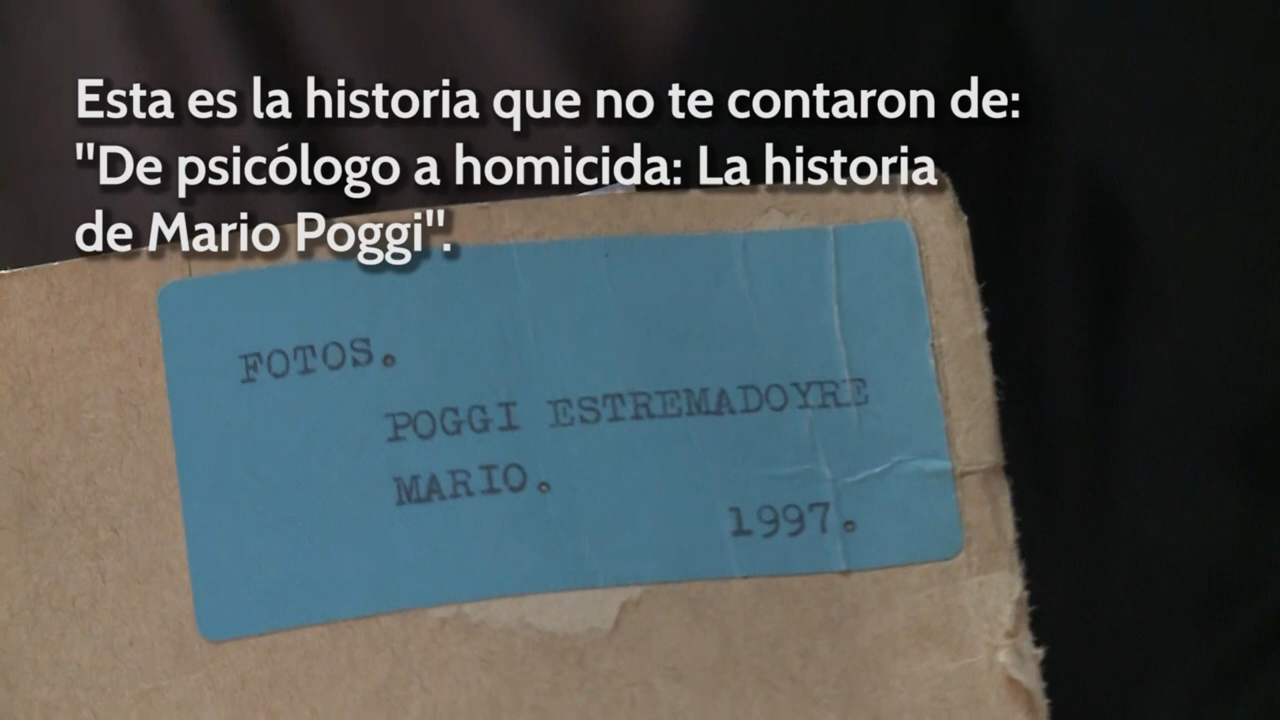 Esta es la historia que no te contaron de:
"De psicólogo a homicida: La historia
de Mario Poggi".
FOTOS.
POGGI ESTREMADOYRE
MARIO.
1997.